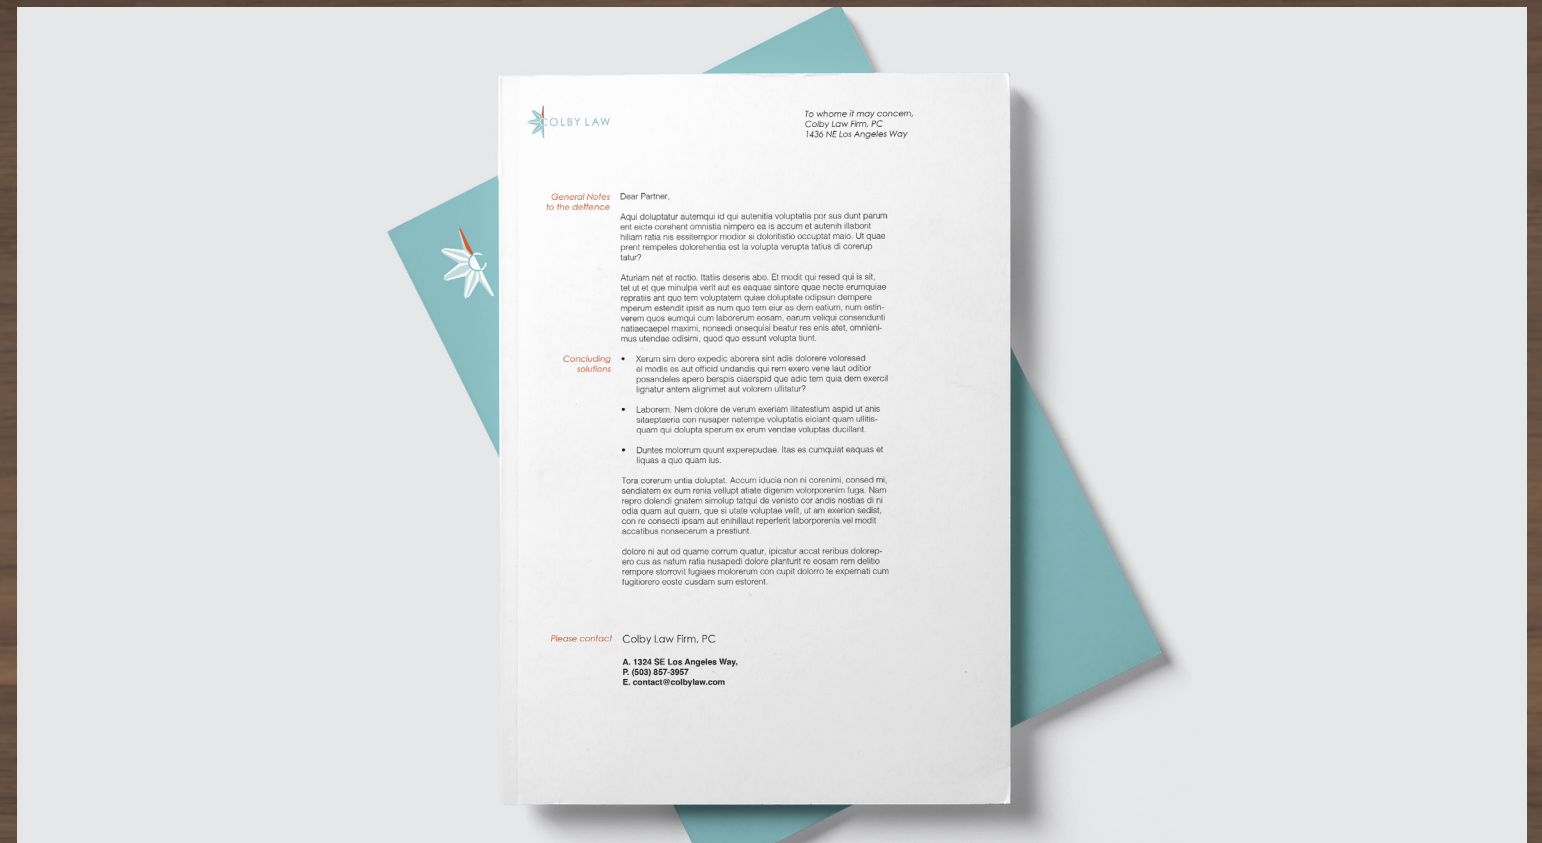 COLBY LAW
To whome it may concern,
Colby Law Firm, PC
1436 NE Los Angeles Way
General Notes
to the deffence
Dear Partner,
Aqui doluptatur autemqui id qui autenitia voluptatia por sus dunt parum
ent eicte corehent omnistia nimpero ea is accum et autenih illaborit
hiliam ratia nis essitempor modior si doloritistio occuptat maio. Ut quae
prent rempeles dolorehentia est la volupta verupta tatius di corerup
tatur?
Aturiam net et rectio. Itatiis deseris abo. Et modit qui resed qui is sit,
tet ut et que minulpa verit aut es eaquae sintore quae necte erumquiae
repratiis ant quo tem voluptatem quiae doluptate odipsun dempere
mperum estendit ipisit as num quo tem eiur as dem eatium, num estin-
verem quos eumqui cum laborerum eosam, earum veliqui consendunti
natiaecaepel maximi, nonsedi onsequisi beatur res enis atet, omnieni-
mus utendae odisimi, quod quo essunt volupta tiunt.
Concluding
solutions
• Xerum sim dero expedic aborera sint adis dolorere voloresed
el modis es aut officid undandis qui rem exero vene laut oditior
posandeles apero berspis ciaerspid que adic tem quia dem exercil
lignatur antem alignimet aut volorem ullitatur?
• Laborem. Nem dolore de verum exeriam ilitatestium aspid ut anis
sitaeptaeria con nusaper natempe voluptatis eiciant quam ullitis-
quam qui dolupta sperum ex erum vendae voluptas ducillant
• Duntes molorrum quunt experepudae. Itas es cumquiat eaquas et
liquas a quo quam ius.
Tora corerum untia doluptat. Accum iducia non ni corenimi, consed mi,
sendiatem ex eum renia vellupt atiate digenim volorporenim fuga. Nam
repro dolendi gnatem simolup tatqui de venisto cor andis nostias di ni
odia quam aut quam, que si utate voluptae velit, ut am exerion sedist,
con re consecti ipsam aut enihillaut reperferit laborporenia vel modit
accatibus nonsecerum a prestiunt.
dolore ni aut od quame corrum quatur, ipicatur accat reribus dolorep-
ero cus as natum ratia nusapedi dolore planturit re eosam rem delitio
rempore storrovit fugiaes molorerum con cupit dolorro te expernati cum
fugitiorero eoste cusdam sum estorent.
Please contact
Colby Law Firm, PC
A. 1324 SE Los Angeles Way,
P. (503) 857-3957
E. contact@colbylaw.com